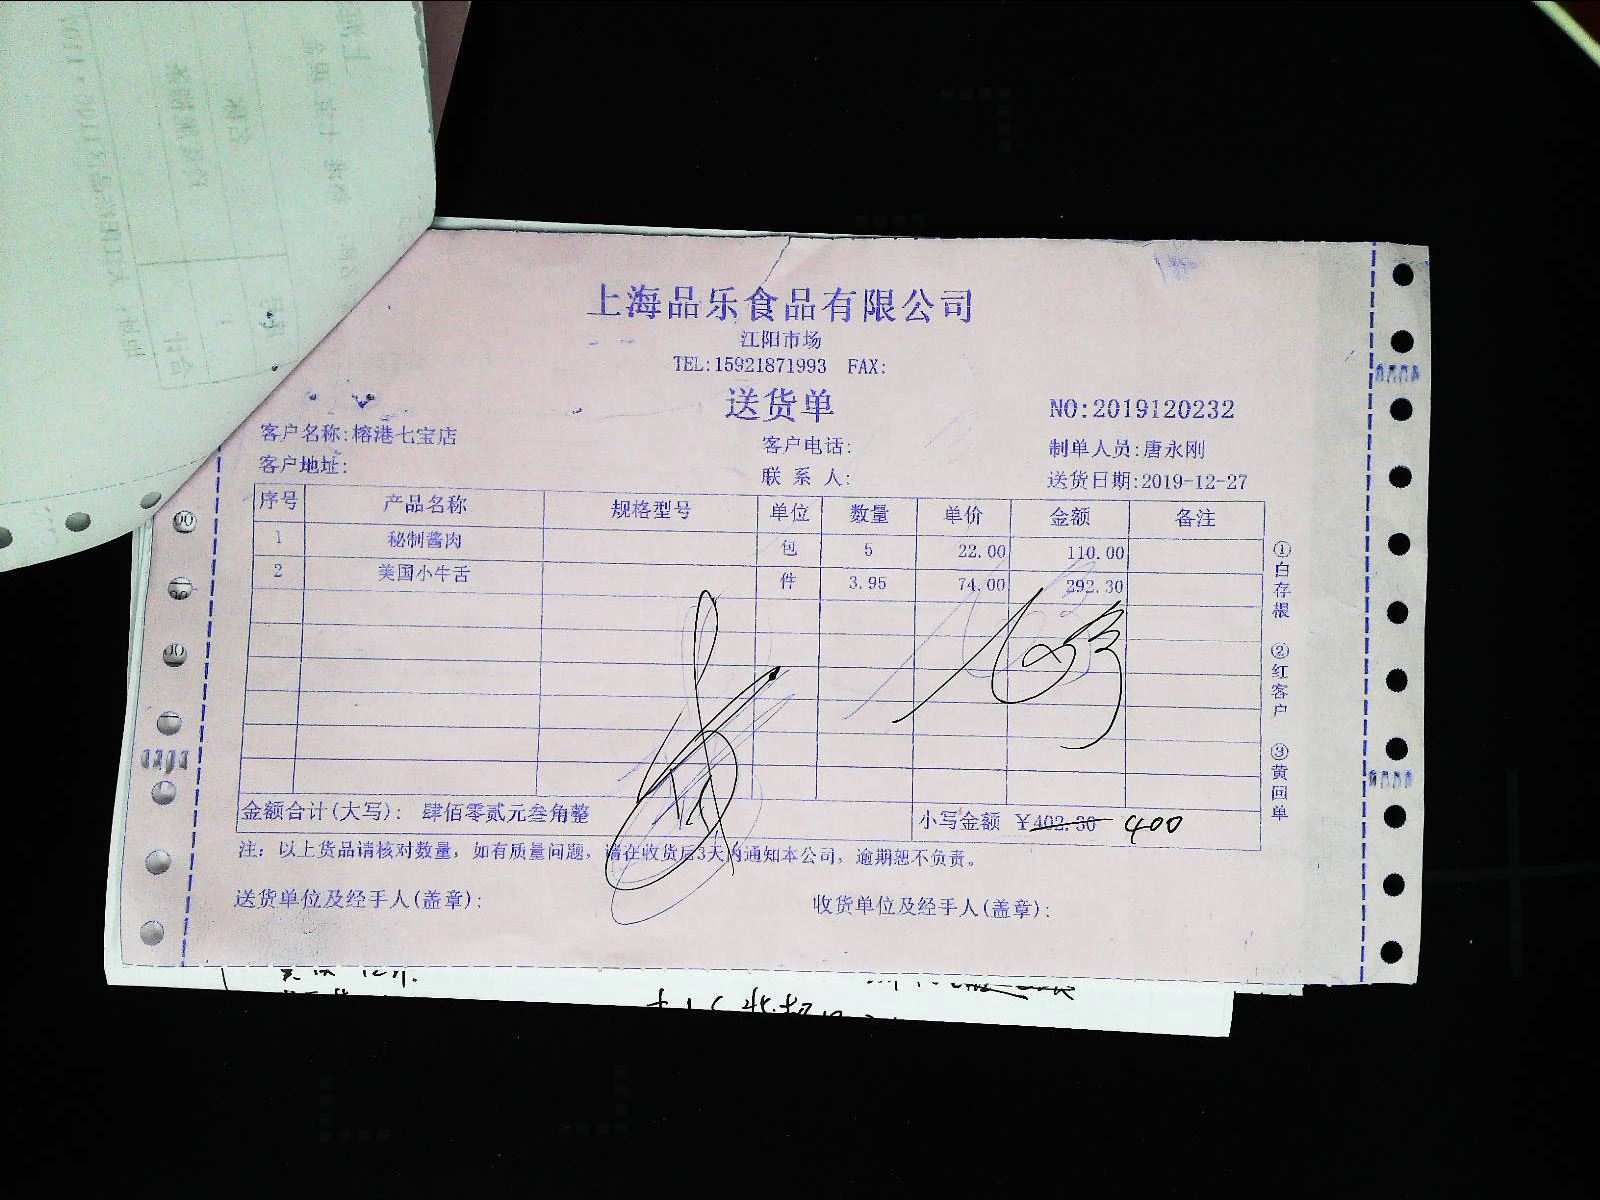 上海品乐食品有限公司
江阳市场
TEL:15921871993 FAX:
送货单
NO:2019120232
客户名称:榕港七宝店 客户电话: 制单人员:唐永刚
客户地址: 联 系 人: 送货日期:2019-12-27
序号 产品名称 规格型号 单位 数量 单价 金额 备注
1 秘制酱肉 包 5 22.00 110.00
2 美国小牛舌 件 3.95 74.00 292.30
金额合计(大写): 肆佰零贰元叁角整 小写金额 ¥402.30 400
注: 以上货品请核对数量, 如有质量问题, 请在收货后3天内通知本公司, 逾期恕不负责。
送货单位及经手人(盖章): 收货单位及经手人(盖章):
①白存根 ②红客户 ③黄回单